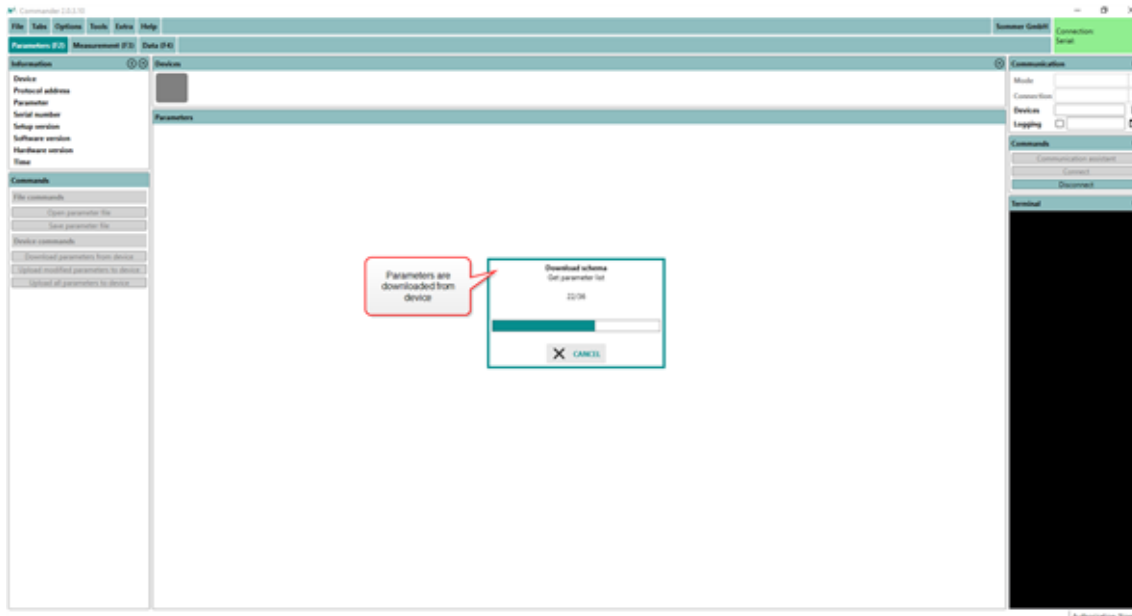 Commander 2.0.3.10
File Tabs Options Tools Extra Help
Sommer GmbH
Connection:
Serial:
Parameters (F2) Measurement (F3) Data (F4)
Information
Device
Protocol address
Parameter
Serial number
Setup version
Software version
Hardware version
Time
Commands
File commands
Open parameter file
Save parameter file
Device commands
Download parameters from device
Upload modified parameters to device
Upload all parameters to device
Devices
Parameters
Parameters are
downloaded from
device
Download schema
Get parameter list
22/36
CANCEL
Communication
Mode
Connection
Devices
Logging
Commands
Communication assistant
Connect
Disconnect
Terminal